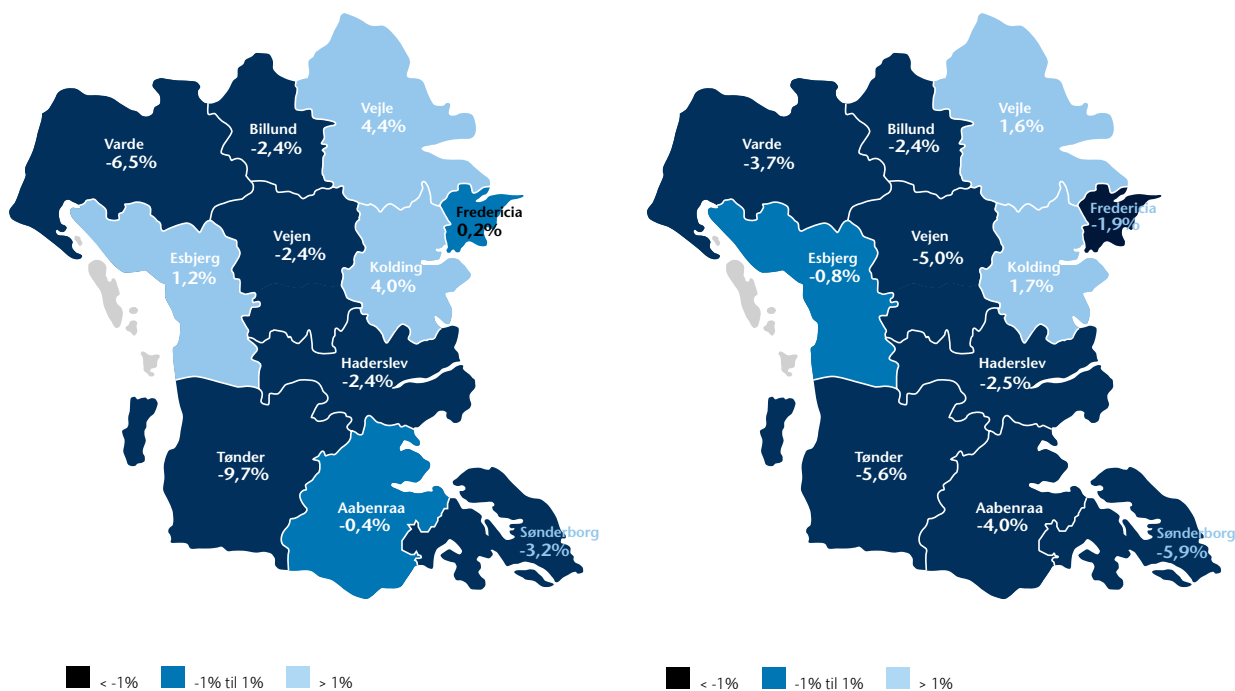 Vejle
4,4%
Billund
-2,4%
Varde
-6,5%
Fredericia
0,2%
Vejen
-2,4%
Esbjerg
1,2%
Kolding
4,0%
Haderslev
-2,4%
Tønder
-9,7%
Aabenraa
-0,4%
Sønderborg
-3,2%
< -1%
-1% til 1%
> 1%
Vejle
1,6%
Billund
-2,4%
Varde
-3,7%
Fredericia
-1,9%
Vejen
-5,0%
Esbjerg
-0,8%
Kolding
1,7%
Haderslev
-2,5%
Tønder
-5,6%
Aabenraa
-4,0%
Sønderborg
-5,9%
< -1%
-1% til 1%
> 1%